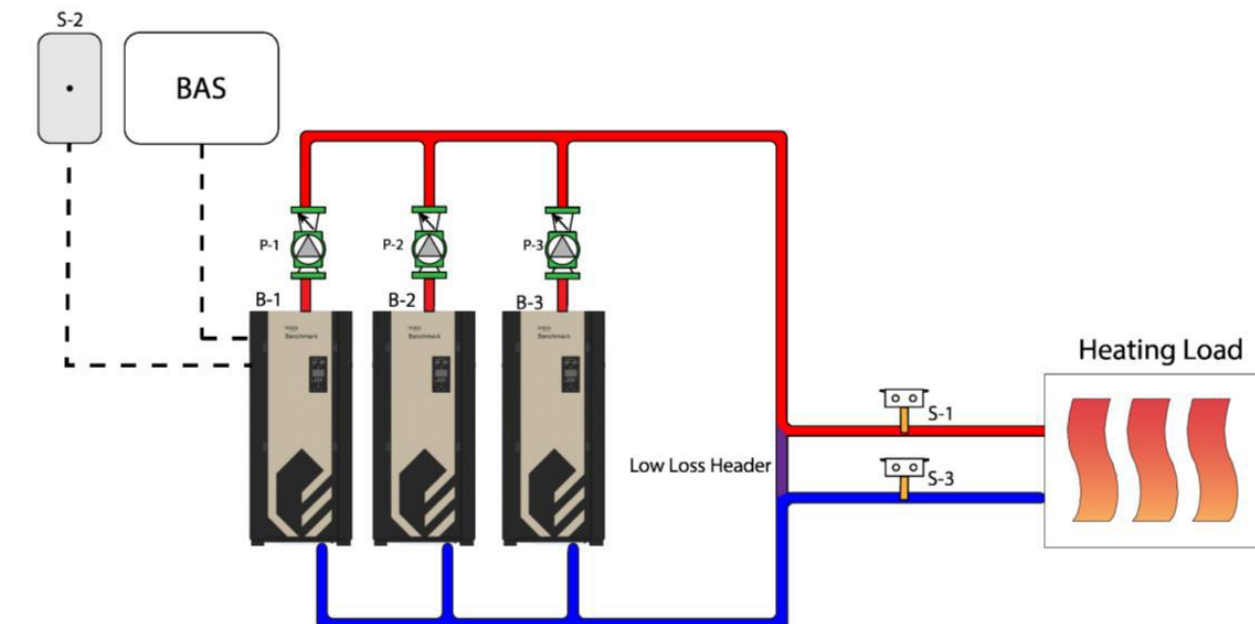 S-2
BAS
P-1
P-2
P-3
B-1
B-2
B-3
Benchmark
Benchmark
Benchmark
Heating Load
S-1
Low Loss Header
S-3